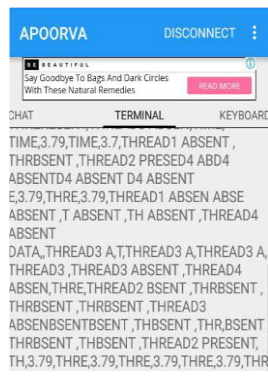 APOORVA DISCONNECT
BE BEAUTIFUL
Say Goodbye To Bags And Dark Circles
With These Natural Remedies
READ MORE
CHAT TERMINAL KEYBOARD
TIME,3.79,TIME,3.7,THREAD1 ABSENT ,
THRBSENT ,THREAD2 PRESED4 ABD4
ABSENTD4 ABSENT D4 ABSENT
E,3.79,THRE,3.79,THREAD1 ABSEN ABSE
ABSENT ,T ABSENT ,TH ABSENT ,THREAD4
ABSENT
DATA,,THREAD3 A,T,THREAD3 A,THREAD3 A,
THREAD3 ,THREAD3 ABSENT ,THREAD4
ABSEN,THRE,THREAD2 BSENT ,THRBSENT ,
THRBSENT ,THRBSENT ,THREAD3
ABSENBSENTBSENT ,THBSENT ,THR,BSENT
THRBSENT ,THBSENT ,THREAD2 PRESENT,
TH,3.79,THRE,3.79,THRE,3.79,THRE,3.79,THR